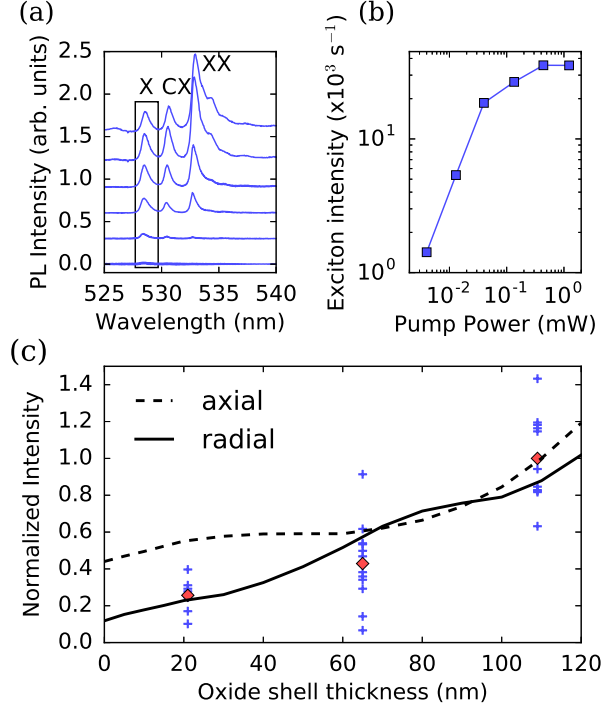 (a)
PL Intensity (arb. units)
2.5
2.0
1.5
1.0
0.5
0.0
X CX XX
525 530 535 540
Wavelength (nm)
(b)
Exciton intensity (x10³ s⁻¹)
10¹
10⁰
10⁻² 10⁻¹ 10⁰
Pump Power (mW)
(c)
Normalized Intensity
1.4
1.2
1.0
0.8
0.6
0.4
0.2
0.0
axial
radial
0 20 40 60 80 100 120
Oxide shell thickness (nm)